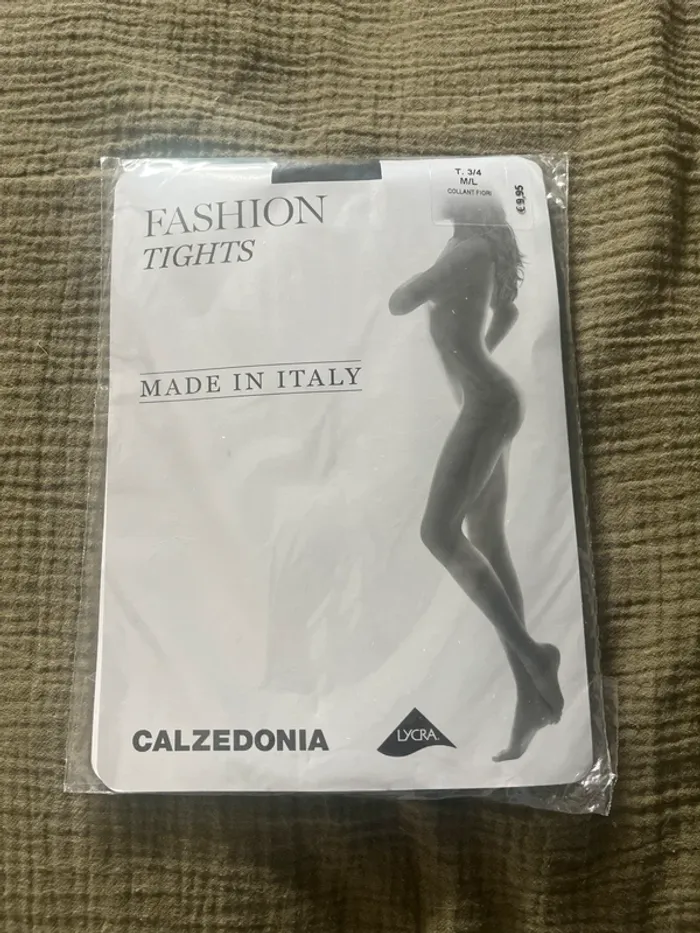 T. 3/4
M/L
COLLANT FIORI
€ 9,95
FASHION
TIGHTS
MADE IN ITALY
CALZEDONIA
LYCRA.